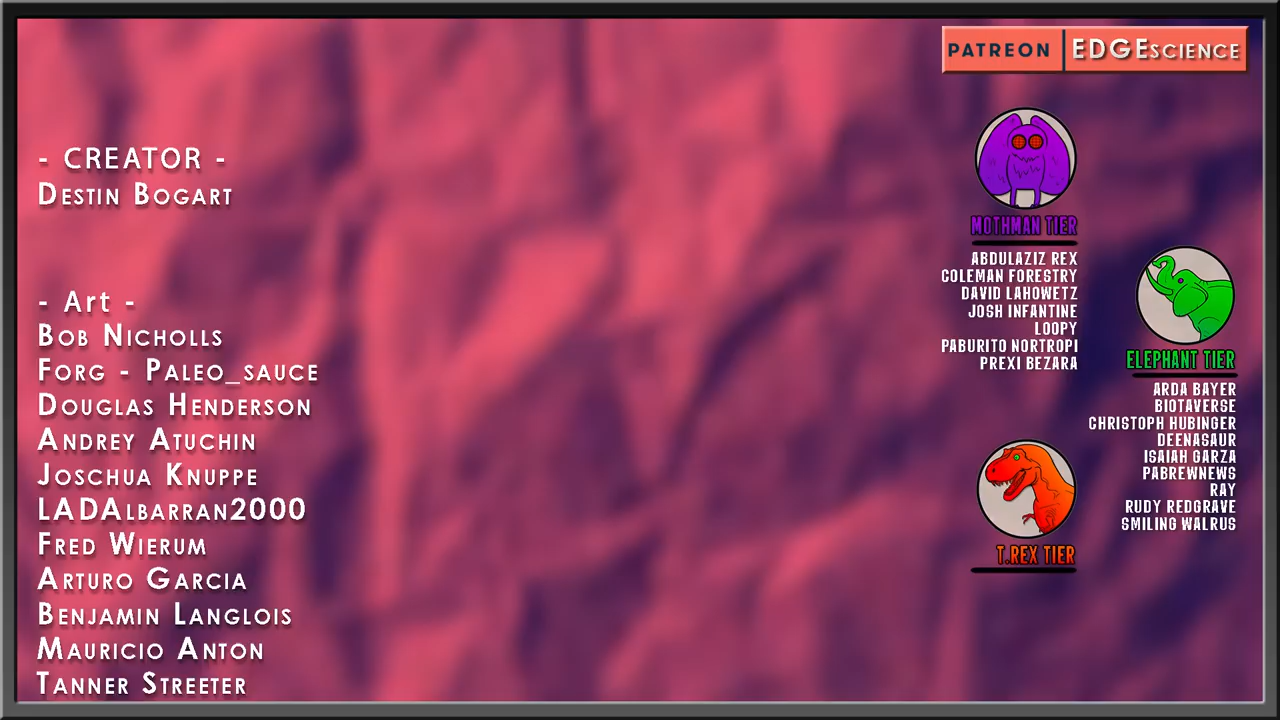 PATREON EDGESCIENCE
- CREATOR -
DESTIN BOGART
- Art -
BOB NICHOLLS
FORG - PALEO_SAUCE
DOUGLAS HENDERSON
ANDREY ATUCHIN
JOSCHUA KNUPPE
LADALBARRAN2000
FRED WIERUM
ARTURO GARCIA
BENJAMIN LANGLOIS
MAURICIO ANTON
TANNER STREETER
MOTHMAN TIER
ABDULAZIZ REX
COLEMAN FORESTRY
DAVID LAHOWETZ
JOSH INFANTINE
LOOPY
PABURITO NORTROPI
PREXI BEZARA
ELEPHANT TIER
ARDA BAYER
BIOTAVERSE
CHRISTOPH HUBINGER
DEENASAUR
ISAIAH GARZA
PABREWNEWS
RAY
RUDY REDGRAVE
SMILING WALRUS
T.REX TIER